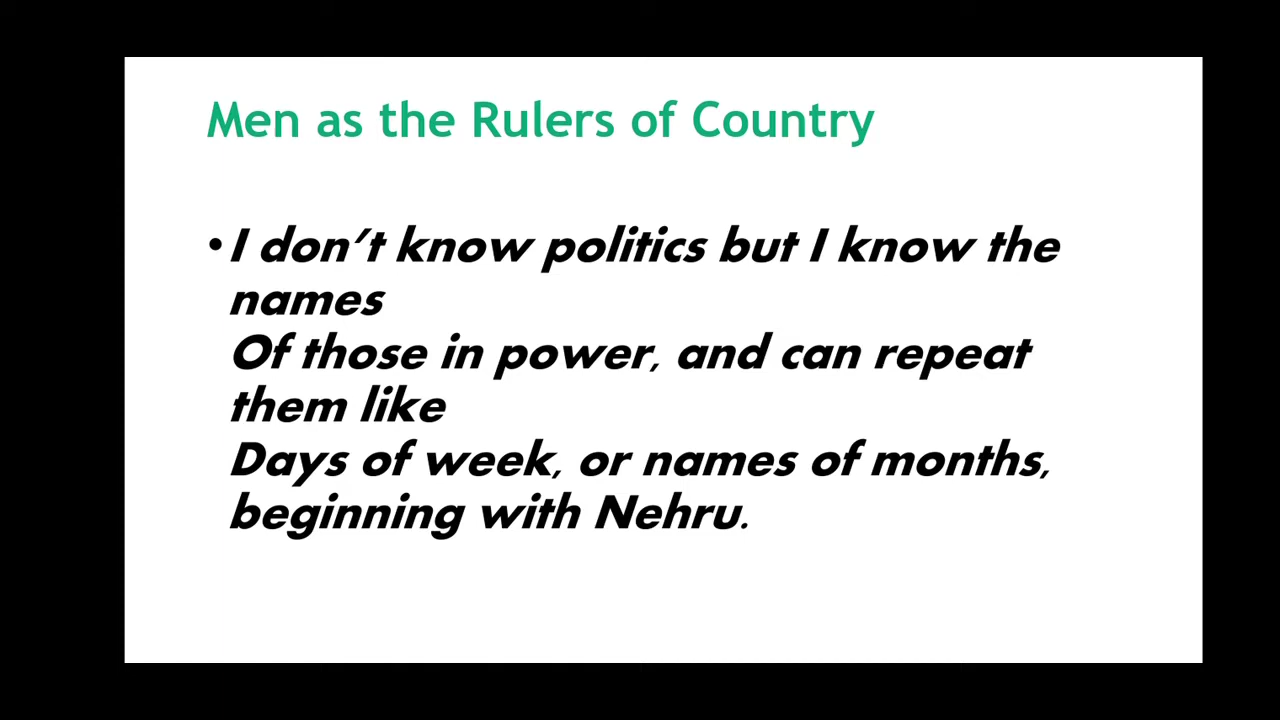 Men as the Rulers of Country
•I don't know politics but I know the
names
Of those in power, and can repeat
them like
Days of week, or names of months,
beginning with Nehru.